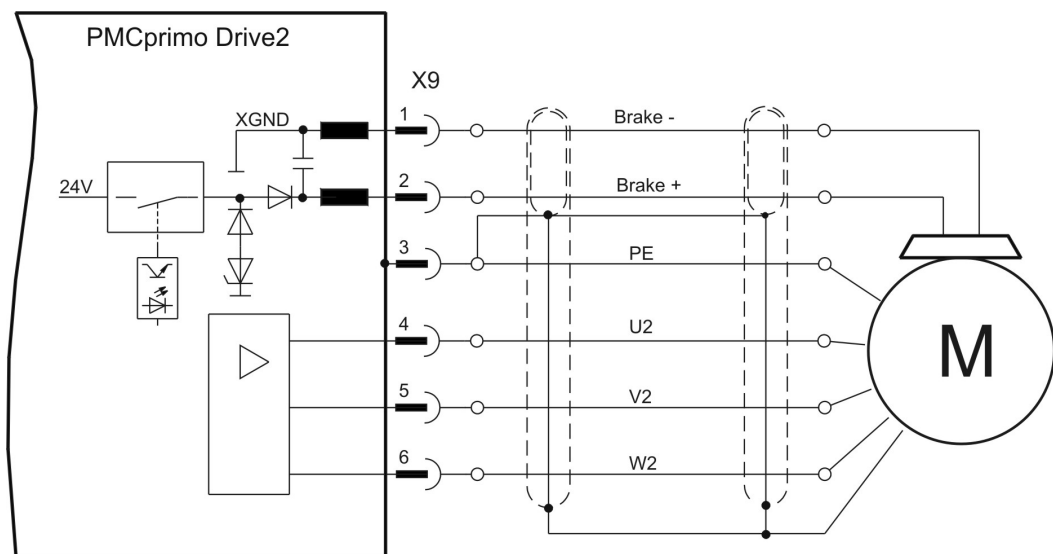 PMCprimo Drive2
X9
XGND
1
Brake -
24V
2
Brake +
3
PE
4
U2
5
V2
6
W2
M